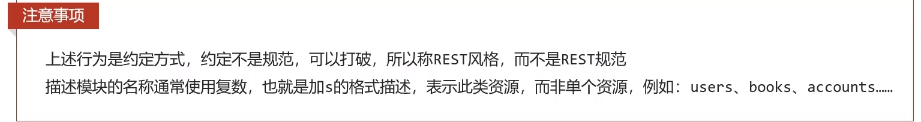 注意事项
上述行为是约定方式，约定不是规范，可以打破，所以称REST风格，而不是REST规范
描述模块的名称通常使用复数，也就是加s的格式描述，表示此类资源，而非单个资源，例如：users、books、accounts……